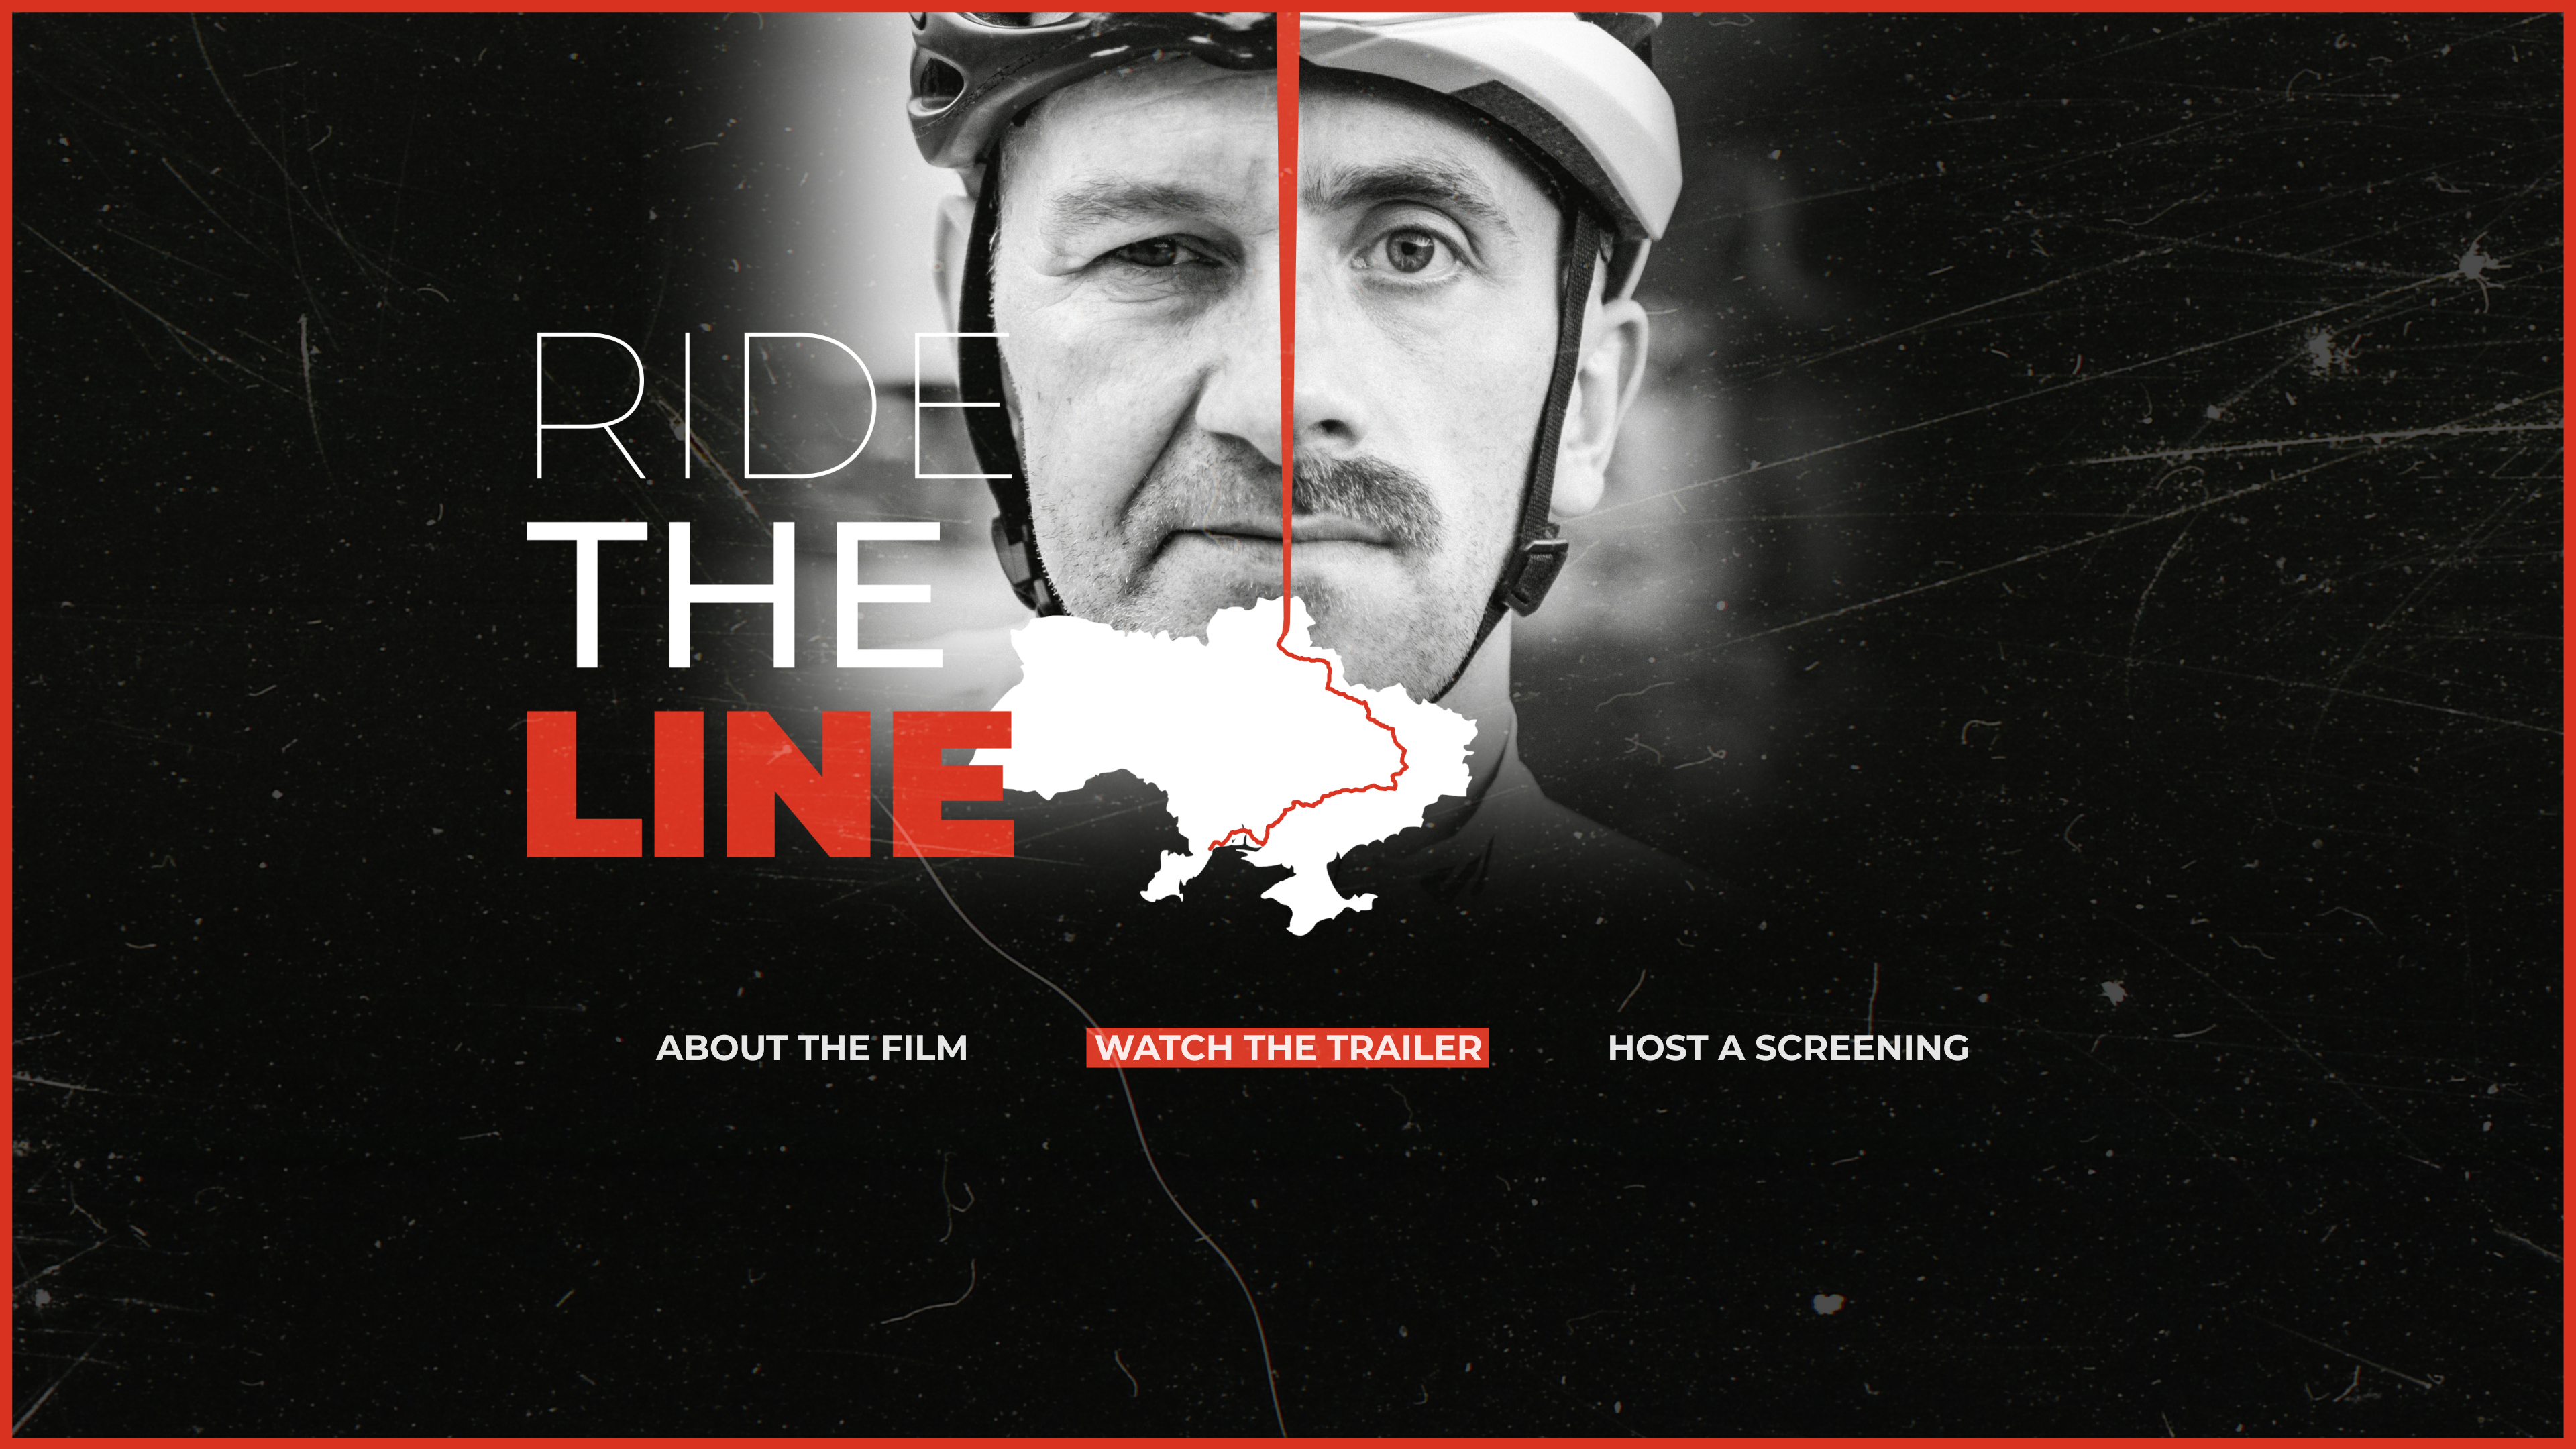 RIDE
THE
LINE
ABOUT THE FILM
WATCH THE TRAILER
HOST A SCREENING